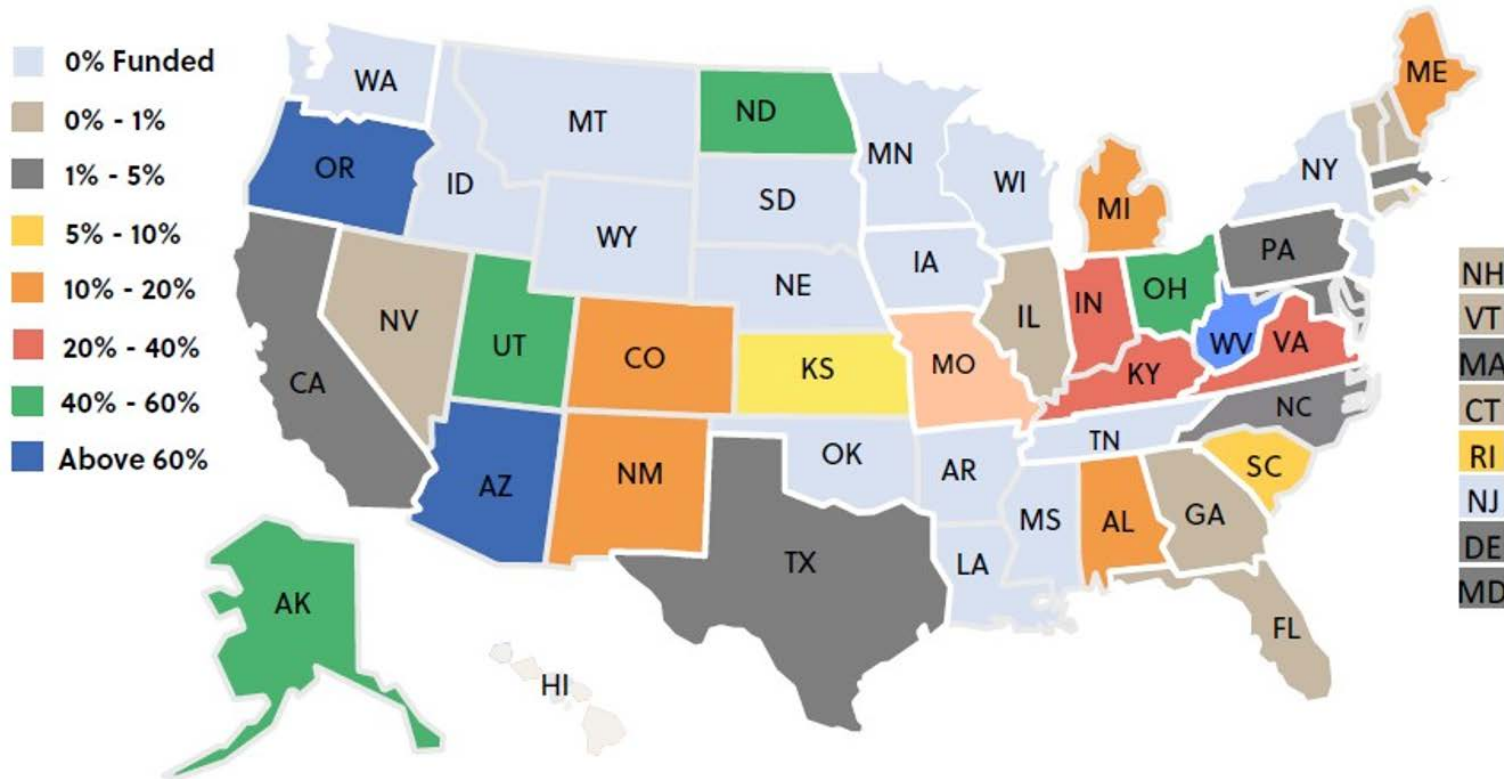 0% Funded
0% - 1%
1% - 5%
5% - 10%
10% - 20%
20% - 40%
40% - 60%
Above 60%
WA
OR
ID
MT
WY
ND
SD
NE
MN
WI
IA
MI
NY
ME
PA
CA
NV
UT
CO
KS
MO
IL
IN
OH
WV
VA
KY
NC
TN
SC
AZ
NM
OK
AR
MS
AL
GA
LA
TX
FL
AK
HI
NH
VT
MA
CT
RI
NJ
DE
MD